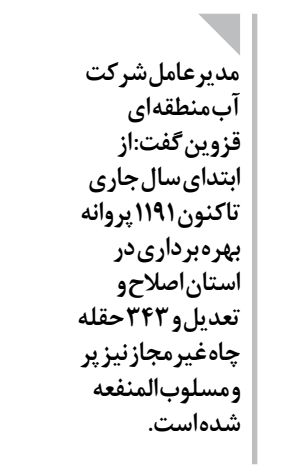 مدیرعامل شرکت
آب منطقه‌ای
قزوین گفت: از
ابتدای سال جاری
تاکنون ۱۱۹۱ پروانه
بهره‌برداری در
استان اصلاح و
تعدیل و ۳۴۳ حقله
چاه غیرمجاز نیز پر
و مسلوب‌المنفعه
شده است.